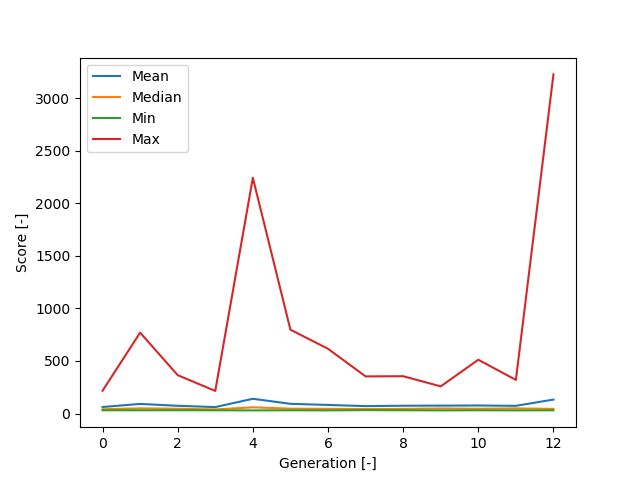 Mean
Median
Min
Max
3000
2500
2000
1500
1000
500
0
Score [-]
0 2 4 6 8 10 12
Generation [-]